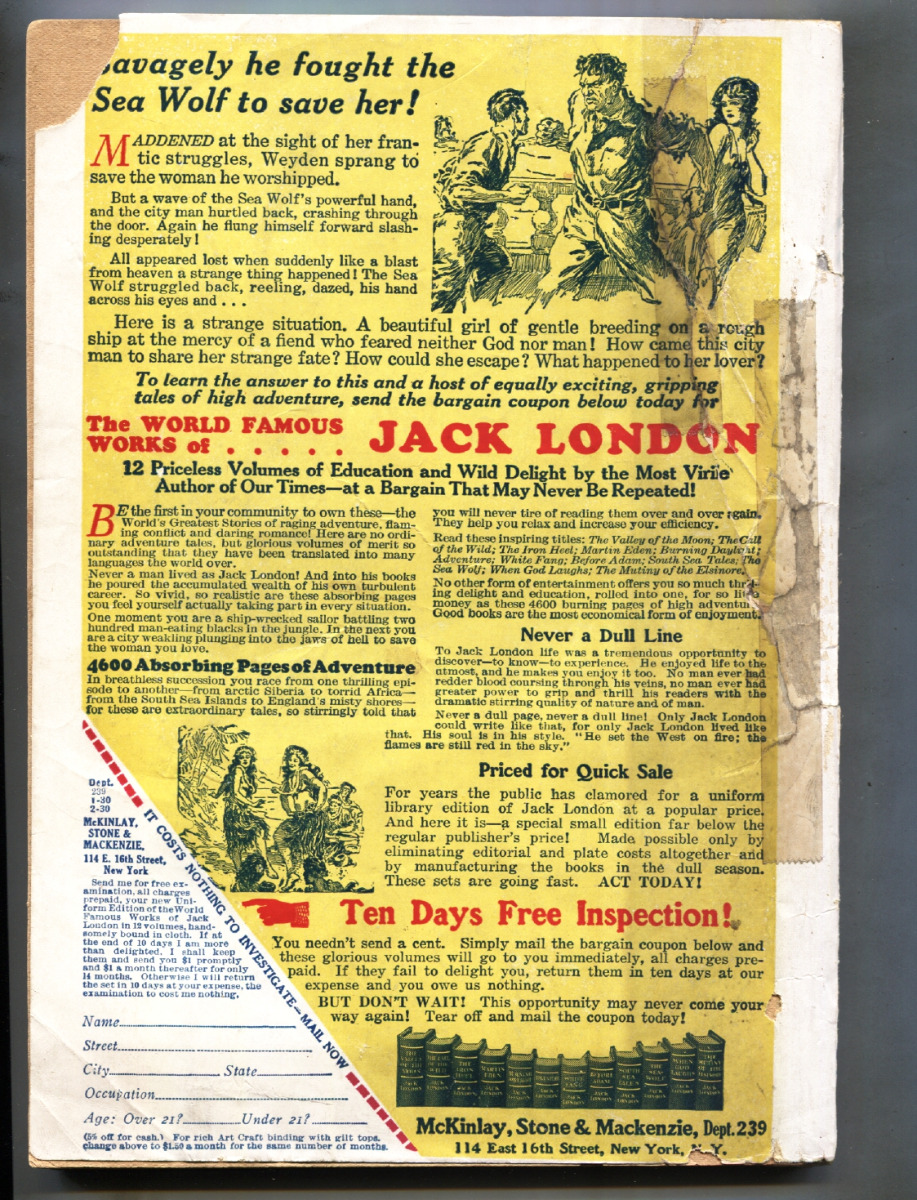 Savagely he fought the
Sea Wolf to save her!
MADDENED at the sight of her fran-
tic struggles, Weyden sprang to
save the woman he worshipped.
But a wave of the Sea Wolf's powerful hand,
and the city man hurtled back, crashing through
the door. Again he flung himself forward slash-
ing desperately!
All appeared lost when suddenly like a blast
from heaven a strange thing happened! The Sea
Wolf struggled back, reeling, dazed, his hand
across his eyes and . . .
Here is a strange situation. A beautiful girl of gentle breeding on a rough
ship at the mercy of a fiend who feared neither God nor man! How came this city
man to share her strange fate? How could she escape? What happened to her lover?
To learn the answer to this and a host of equally exciting, gripping
tales of high adventure, send the bargain coupon below today for
The WORLD FAMOUS
WORKS of . . . . . JACK LONDON
12 Priceless Volumes of Education and Wild Delight by the Most Virile
Author of Our Times—at a Bargain That May Never Be Repeated!
BE the first in your community to own these—the
World's Greatest Stories of raging adventure, flam-
ing conflict and daring romance! Here are no ordi-
nary adventure tales, but glorious volumes of merit so
outstanding that they have been translated into many
languages the world over.
Never a man lived as Jack London! And into his books
he poured the accumulated wealth of his own turbulent
career. So vivid, so realistic are these absorbing pages
you feel yourself actually taking part in every situation.
One moment you are a ship-wrecked sailor battling two
hundred man-eating blacks in the jungle. In the next you
are a city weakling plunging into the jaws of hell to save
the woman you love.
4600 Absorbing Pages of Adventure
In breathless succession you race from one thrilling epi-
sode to another—from arctic Siberia to torrid Africa—
from the South Sea Islands to England's misty shores—
for these are extraordinary tales, so stirringly told that
you will never tire of reading them over and over again.
They help you relax and increase your efficiency.
Read these inspiring titles: The Valley of the Moon; The Call
of the Wild; The Iron Heel; Martin Eden; Burning Daylight;
Adventure; White Fang; Before Adam; South Sea Tales; The
Sea Wolf; When God Laughs; The Mutiny of the Elsinore.
No other form of entertainment offers you so much thrill-
ing delight and education, rolled into one, for so little
money as these 4600 burning pages of high adventure.
Good books are the most economical form of enjoyment.
Never a Dull Line
To Jack London life was a tremendous opportunity to
discover—to know—to experience. He enjoyed life to the
utmost, and he makes you enjoy it too. No man ever had
redder blood coursing through his veins, no man ever had
greater power to grip and thrill his readers with the
dramatic stirring quality of nature and of man.
Never a dull page, never a dull line! Only Jack London
could write like that, for only Jack London lived like
that. His soul is in his style. "He set the West on fire; the
flames are still red in the sky."
Priced for Quick Sale
For years the public has clamored for a uniform
library edition of Jack London at a popular price.
And here it is—a special small edition far below the
regular publisher's price! Made possible only by
eliminating editorial and plate costs altogether and
by manufacturing the books in the dull season.
These sets are going fast. ACT TODAY!
Ten Days Free Inspection!
You needn't send a cent. Simply mail the bargain coupon below and
these glorious volumes will go to you immediately, all charges pre-
paid. If they fail to delight you, return them in ten days at our
expense and you owe us nothing.
BUT DON'T WAIT! This opportunity may never come your
way again! Tear off and mail the coupon today!
McKinlay, Stone & Mackenzie, Dept. 239
114 East 16th Street, New York, N. Y.
IT COSTS NOTHING TO INVESTIGATE—MAIL NOW
Dept.
239
1-30
2-30
McKINLAY,
STONE &
MACKENZIE,
114 E. 16th Street,
New York
Send me for free ex-
amination, all charges
prepaid, your new Uni-
form Edition of the World
Famous Works of Jack
London in 12 volumes, hand-
somely bound in cloth. If at
the end of 10 days I am more
than delighted, I shall keep
them and send you $1 promptly
and $1 a month thereafter for only
14 months. Otherwise I will return
the set in 10 days at your expense, the
examination to cost me nothing.
Name
Street
City State
Occupation
Age: Over 21? Under 21?
(5% off for cash.) For rich Art Craft binding with gilt tops,
change above to $1.50 a month for the same number of months.